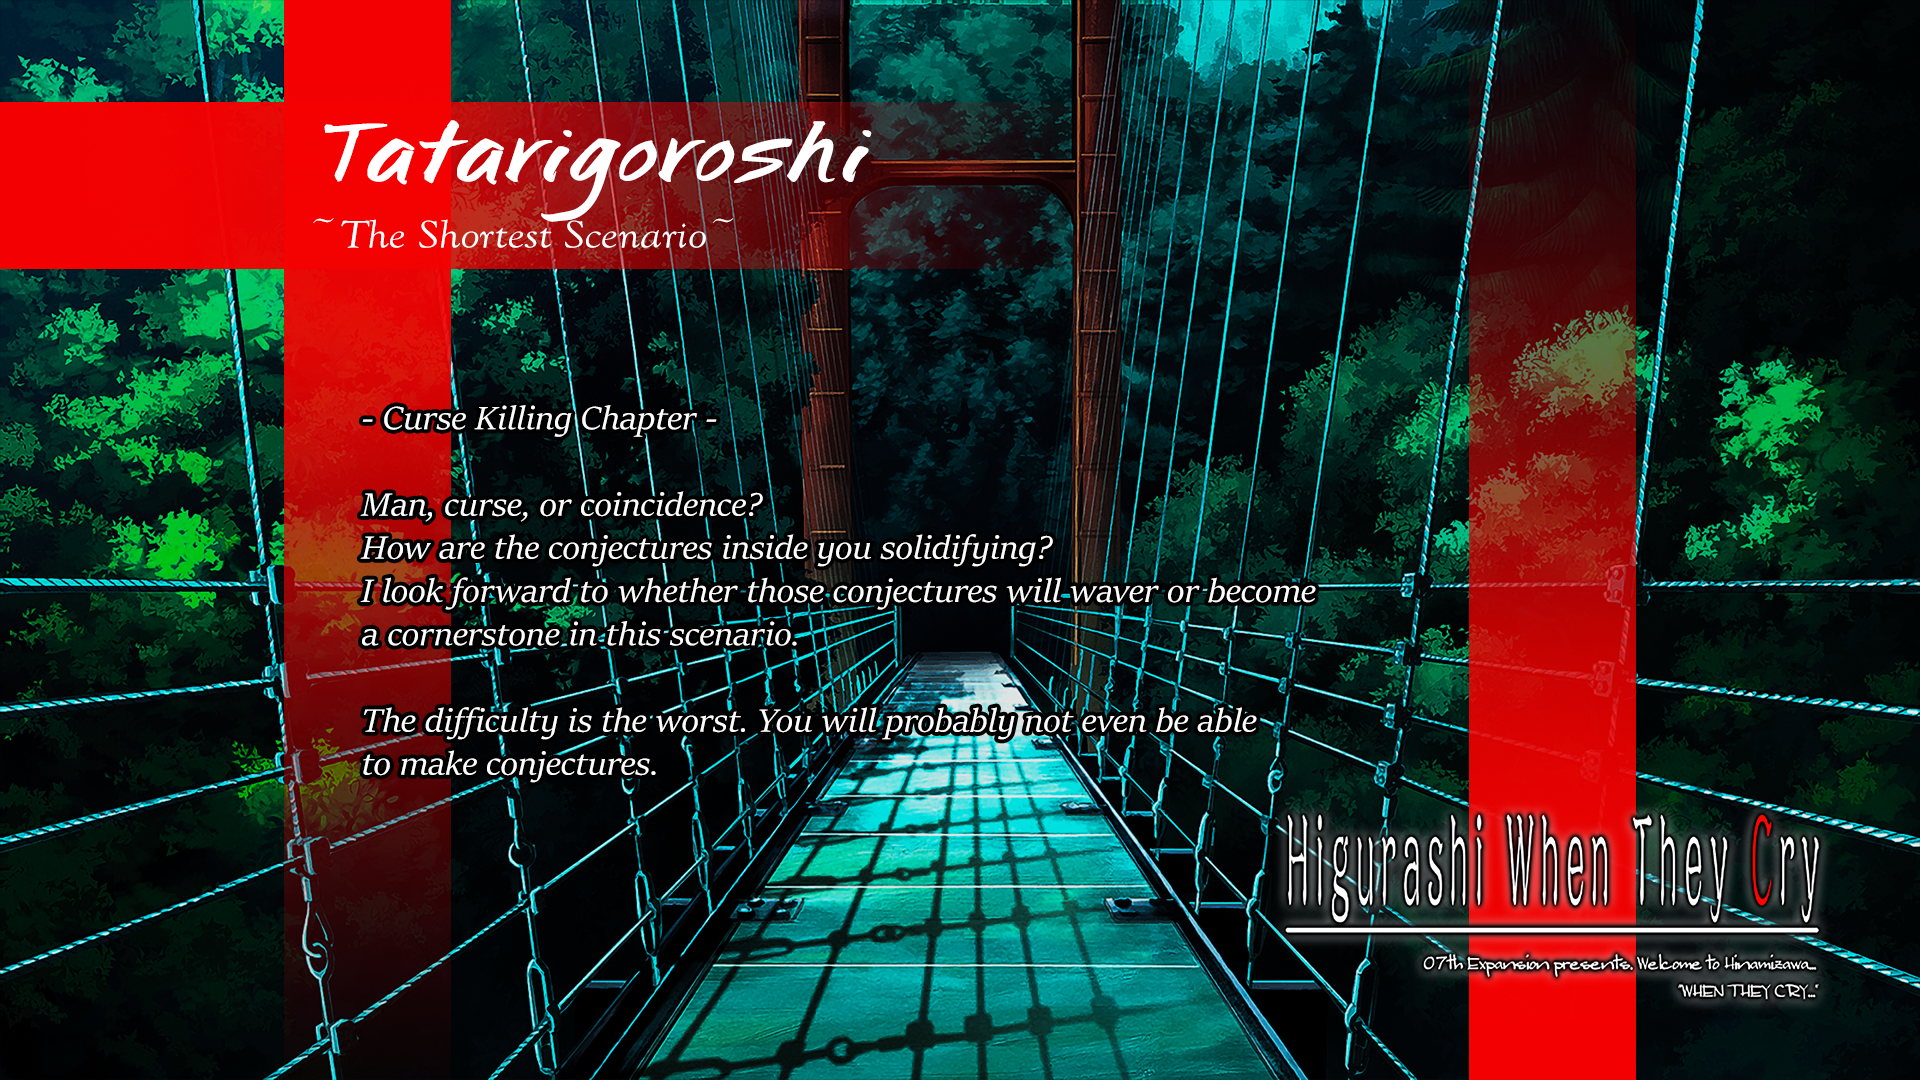 Tatarigoroshi
~ The Shortest Scenario ~
- Curse Killing Chapter -
Man, curse, or coincidence?
How are the conjectures inside you solidifying?
I look forward to whether those conjectures will waver or become
a cornerstone in this scenario.
The difficulty is the worst. You will probably not even be able
to make conjectures.
Higurashi When They Cry
07th Expansion presents. Welcome to Hinamizawa...
"WHEN THEY CRY..."